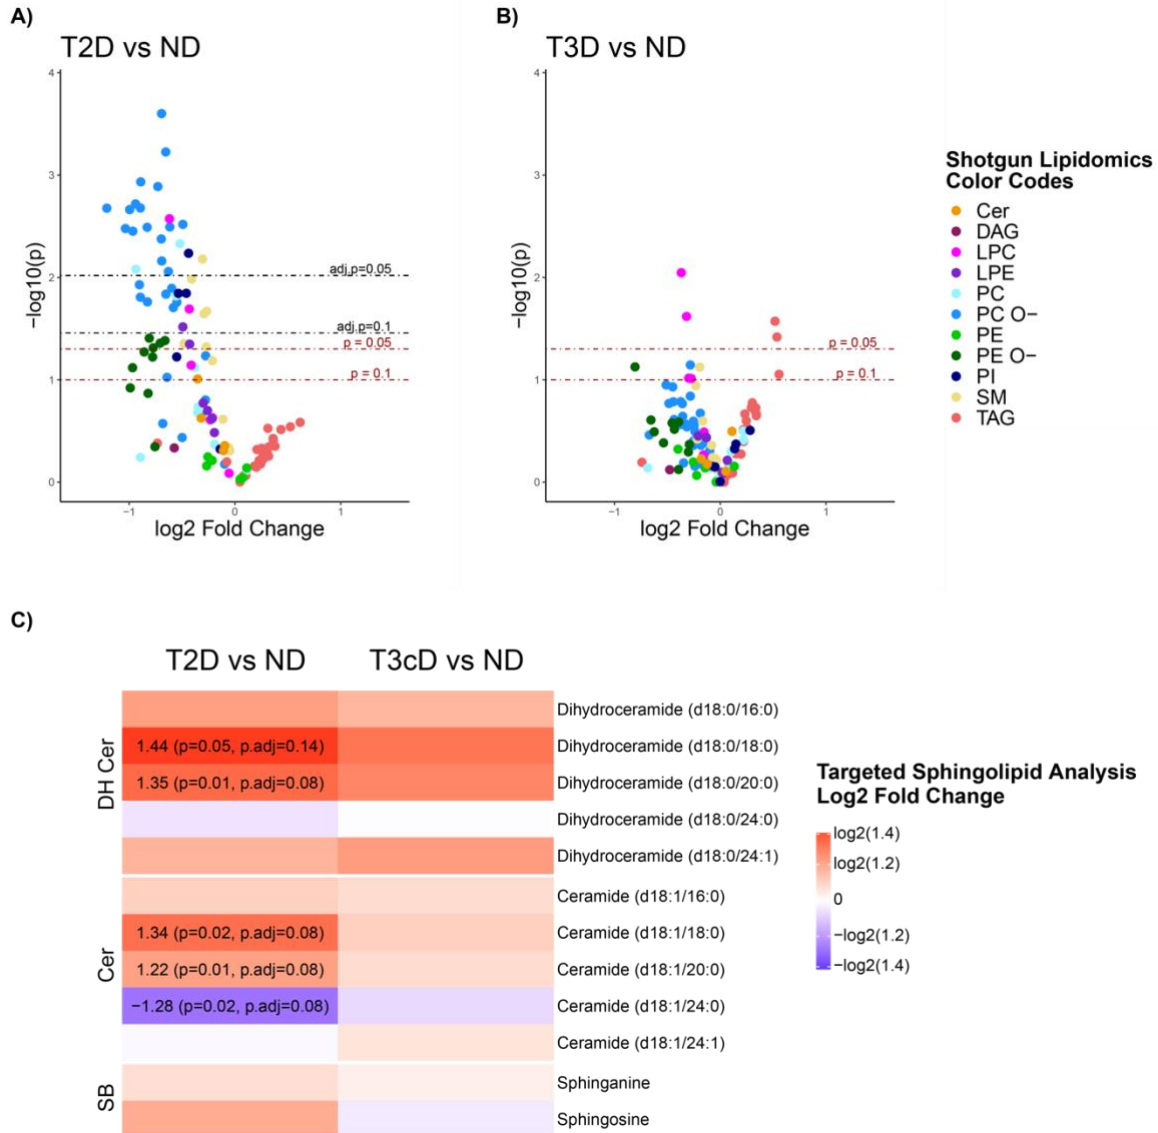 A)
T2D vs ND
4
3
2
1
0
−log10(p)
adj.p=0.05
adj.p=0.1
p = 0.05
p = 0.1
−1
0
1
log2 Fold Change
B)
T3D vs ND
4
3
2
1
0
−log10(p)
p = 0.05
p = 0.1
−1
0
1
log2 Fold Change
Shotgun Lipidomics
Color Codes
Cer
DAG
LPC
LPE
PC
PC O−
PE
PE O−
PI
SM
TAG
C)
T2D vs ND
T3cD vs ND
DH Cer
Dihydroceramide (d18:0/16:0)
1.44 (p=0.05, p.adj=0.14)
Dihydroceramide (d18:0/18:0)
1.35 (p=0.01, p.adj=0.08)
Dihydroceramide (d18:0/20:0)
Dihydroceramide (d18:0/24:0)
Dihydroceramide (d18:0/24:1)
Cer
Ceramide (d18:1/16:0)
1.34 (p=0.02, p.adj=0.08)
Ceramide (d18:1/18:0)
1.22 (p=0.01, p.adj=0.08)
Ceramide (d18:1/20:0)
−1.28 (p=0.02, p.adj=0.08)
Ceramide (d18:1/24:0)
Ceramide (d18:1/24:1)
SB
Sphinganine
Sphingosine
Targeted Sphingolipid Analysis
Log2 Fold Change
log2(1.4)
log2(1.2)
0
−log2(1.2)
−log2(1.4)